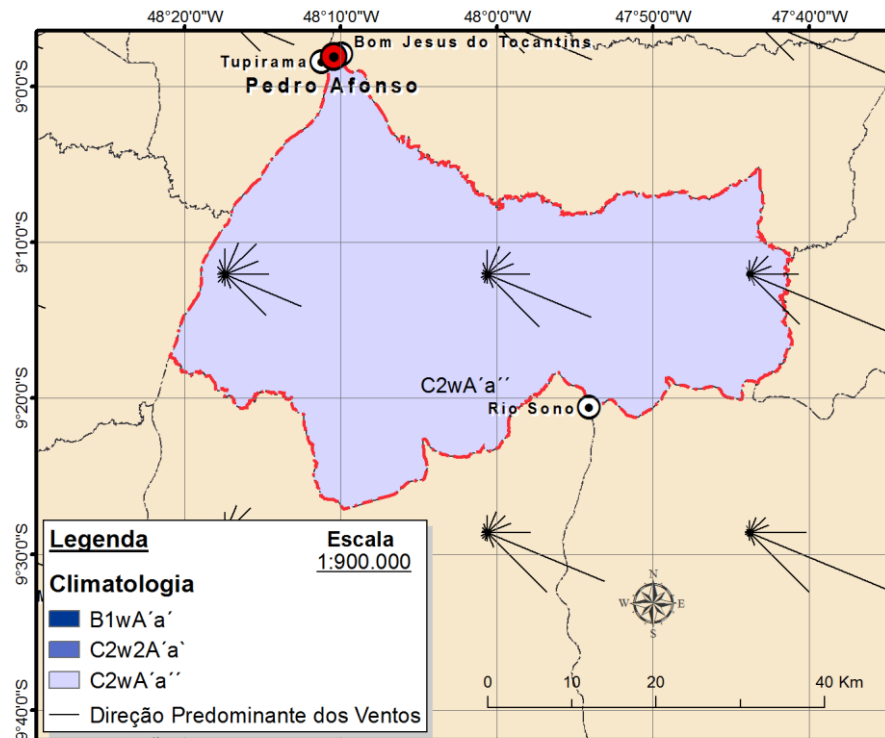 48°20'0"W 48°10'0"W 48°0'0"W 47°50'0"W 47°40'0"W
Bom Jesus do Tocantins
Tupirama
Pedro Afonso
9°0'0"S
9°10'0"S
C2wA´a´´
9°20'0"S
Rio Sono
9°30'0"S
9°40'0"S
Legenda
Escala
1:900.000
Climatologia
B1wA´a´
C2w2A´a`
C2wA´a´´
Direção Predominante dos Ventos
N
W E
S
0 10 20 40 Km